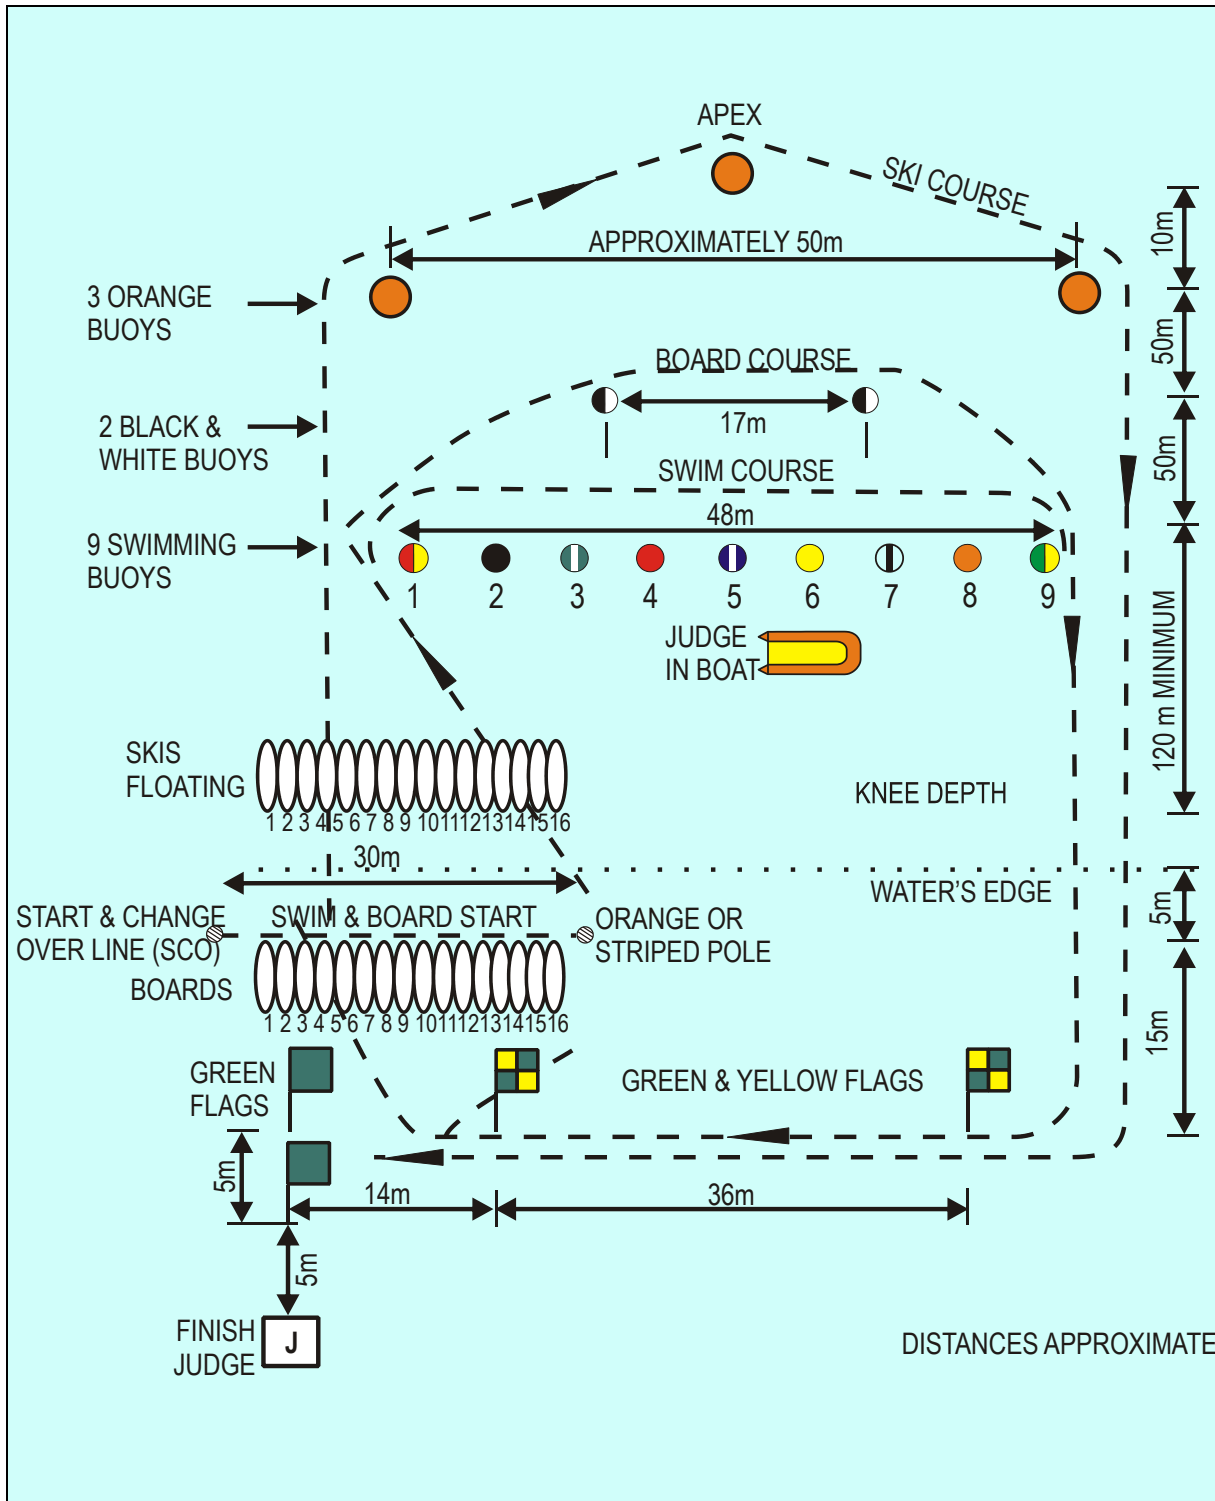 APEX
SKI COURSE
10m
APPROXIMATELY 50m
3 ORANGE
BUOYS
50m
BOARD COURSE
17m
2 BLACK &
WHITE BUOYS
50m
SWIM COURSE
48m
9 SWIMMING
BUOYS
1 2 3 4 5 6 7 8 9
JUDGE
IN BOAT
120 m MINIMUM
SKIS
FLOATING
KNEE DEPTH
1 2 3 4 5 6 7 8 9 10 11 12 13 14 15 16
30m
WATER'S EDGE
5m
START & CHANGE
OVER LINE (SCO)
SWIM & BOARD START
ORANGE OR
STRIPED POLE
BOARDS
1 2 3 4 5 6 7 8 9 10 11 12 13 14 15 16
15m
GREEN
FLAGS
GREEN & YELLOW FLAGS
5m
14m
36m
5m
FINISH
JUDGE
J
DISTANCES APPROXIMATE